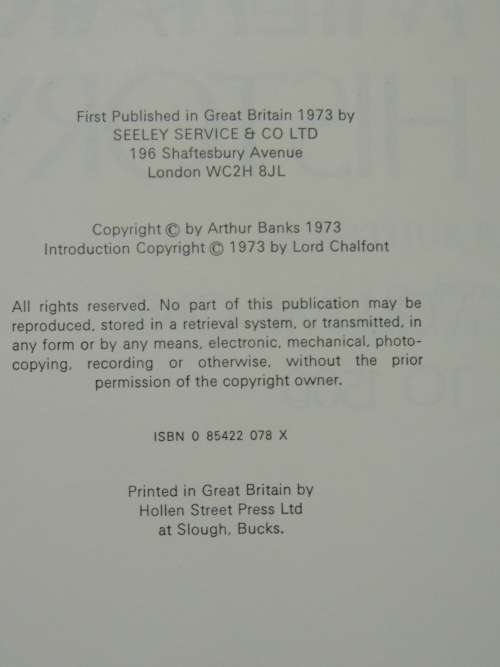 First Published in Great Britain 1973 by
SEELEY SERVICE & CO LTD
196 Shaftesbury Avenue
London WC2H 8JL
Copyright © by Arthur Banks 1973
Introduction Copyright © 1973 by Lord Chalfont
All rights reserved. No part of this publication may be
reproduced, stored in a retrieval system, or transmitted, in
any form or by any means, electronic, mechanical, photo-
copying, recording or otherwise, without the prior
permission of the copyright owner.
ISBN 0 85422 078 X
Printed in Great Britain by
Hollen Street Press Ltd
at Slough, Bucks.